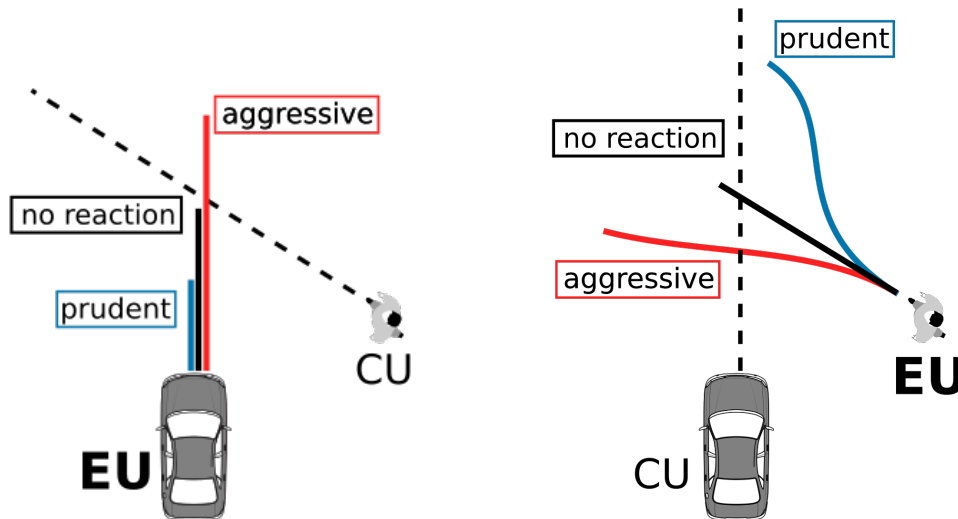 aggressive
no reaction
prudent
CU
EU
prudent
no reaction
aggressive
EU
CU